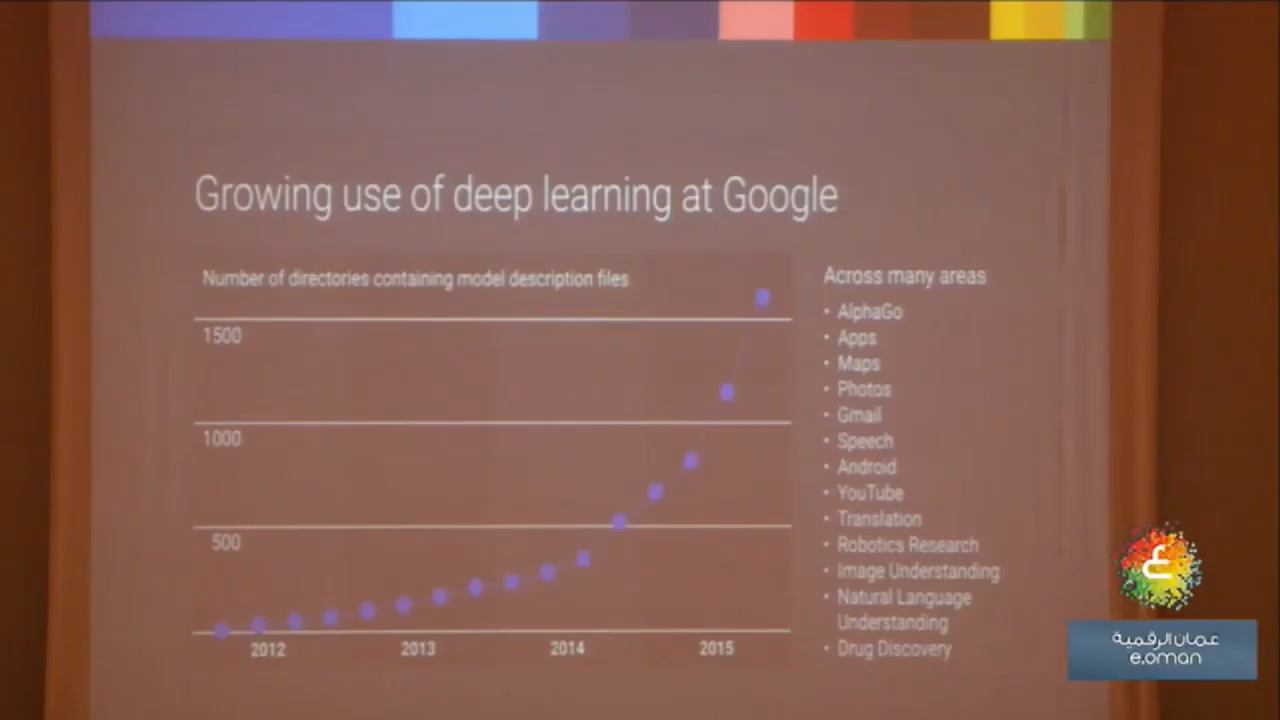 Growing use of deep learning at Google
Number of directories containing model description files
1500
1000
500
2012
2013
2014
2015
Across many areas
• AlphaGo
• Apps
• Maps
• Photos
• Gmail
• Speech
• Android
• YouTube
• Translation
• Robotics Research
• Image Understanding
• Natural Language
Understanding
• Drug Discovery
ع
عمان الرقمية
e.oman